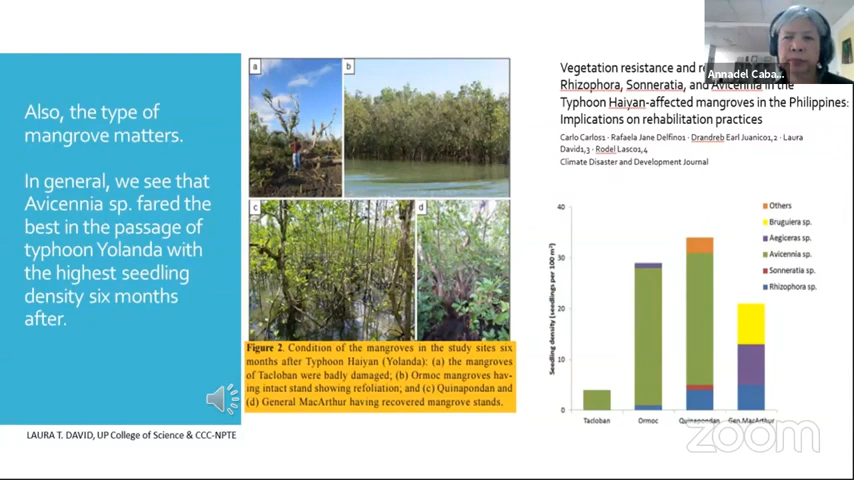 Annadel Caba...
Also, the type of
mangrove matters.
In general, we see that
Avicennia sp. fared the
best in the passage of
typhoon Yolanda with
the highest seedling
density six months
after.
a
b
c
d
Figure 2. Condition of the mangroves in the study sites six
months after Typhoon Haiyan (Yolanda): (a) the mangroves
of Tacloban were badly damaged; (b) Ormoc mangroves hav-
ing intact stand showing refoliation; and (c) Quinapondan and
(d) General MacArthur having recovered mangrove stands.
LAURA T. DAVID, UP College of Science & CCC-NPTE
Vegetation resistance and
Rhizophora, Sonneratia, and Avicennia in the
Typhoon Haiyan-affected mangroves in the Philippines:
Implications on rehabilitation practices
Carlo Carlos1 · Rafaela Jane Delfino1 · Drandreb Earl Juanico1,2 · Laura
David1,3 · Rodel Lasco1,4
Climate Disaster and Development Journal
Seedling density (seedlings per 100 m²)
40
30
20
10
0
Tacloban
Ormoc
Quinapondan
Gen.MacArthur
Others
Bruguiera sp.
Aegiceras sp.
Avicennia sp.
Sonneratia sp.
Rhizophora sp.
zoom